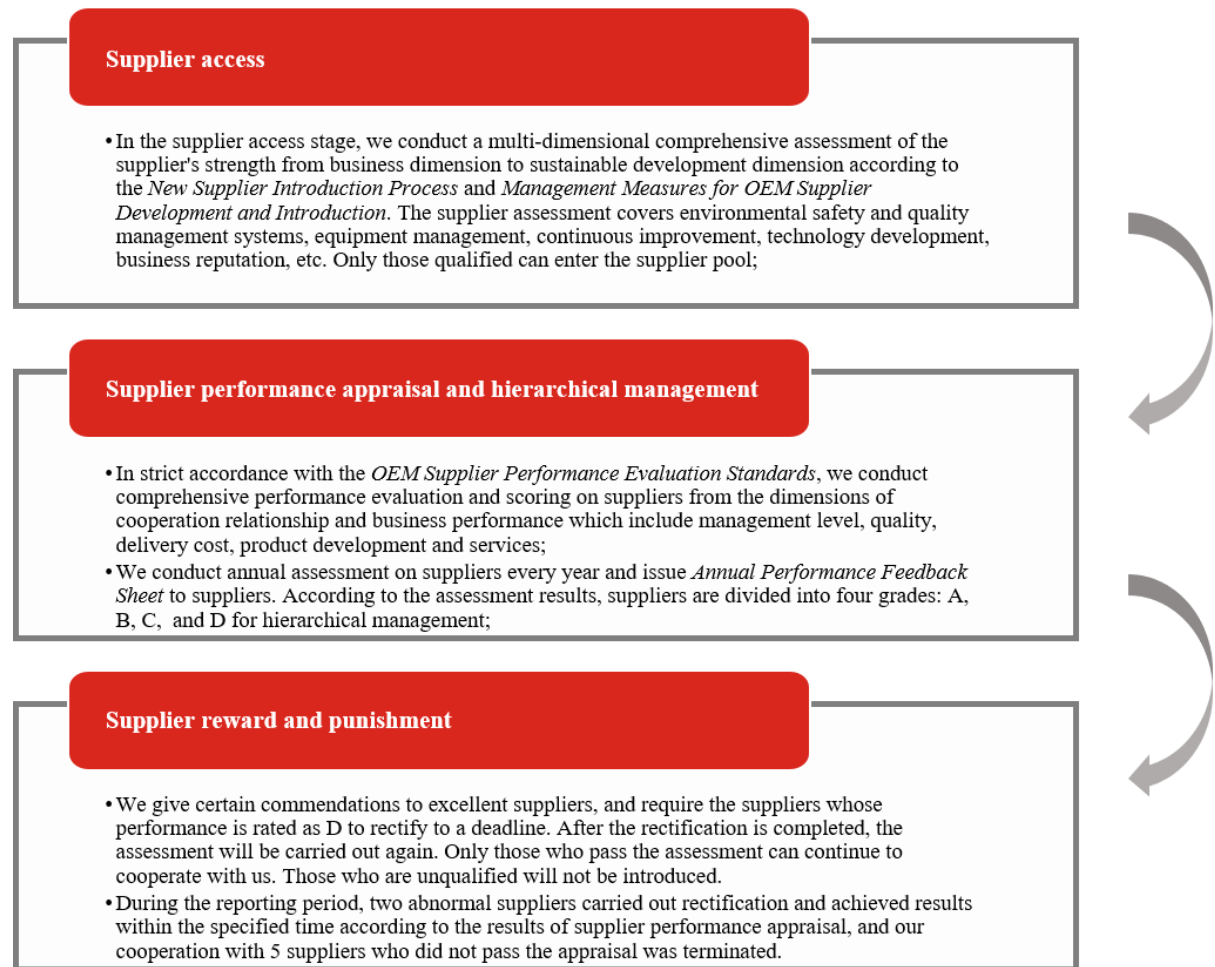 Supplier access
• In the supplier access stage, we conduct a multi-dimensional comprehensive assessment of the
supplier's strength from business dimension to sustainable development dimension according to
the New Supplier Introduction Process and Management Measures for OEM Supplier
Development and Introduction. The supplier assessment covers environmental safety and quality
management systems, equipment management, continuous improvement, technology development,
business reputation, etc. Only those qualified can enter the supplier pool;
Supplier performance appraisal and hierarchical management
• In strict accordance with the OEM Supplier Performance Evaluation Standards, we conduct
comprehensive performance evaluation and scoring on suppliers from the dimensions of
cooperation relationship and business performance which include management level, quality,
delivery cost, product development and services;
• We conduct annual assessment on suppliers every year and issue Annual Performance Feedback
Sheet to suppliers. According to the assessment results, suppliers are divided into four grades: A,
B, C,  and D for hierarchical management;
Supplier reward and punishment
• We give certain commendations to excellent suppliers, and require the suppliers whose
performance is rated as D to rectify to a deadline. After the rectification is completed, the
assessment will be carried out again. Only those who pass the assessment can continue to
cooperate with us. Those who are unqualified will not be introduced.
• During the reporting period, two abnormal suppliers carried out rectification and achieved results
within the specified time according to the results of supplier performance appraisal, and our
cooperation with 5 suppliers who did not pass the appraisal was terminated.